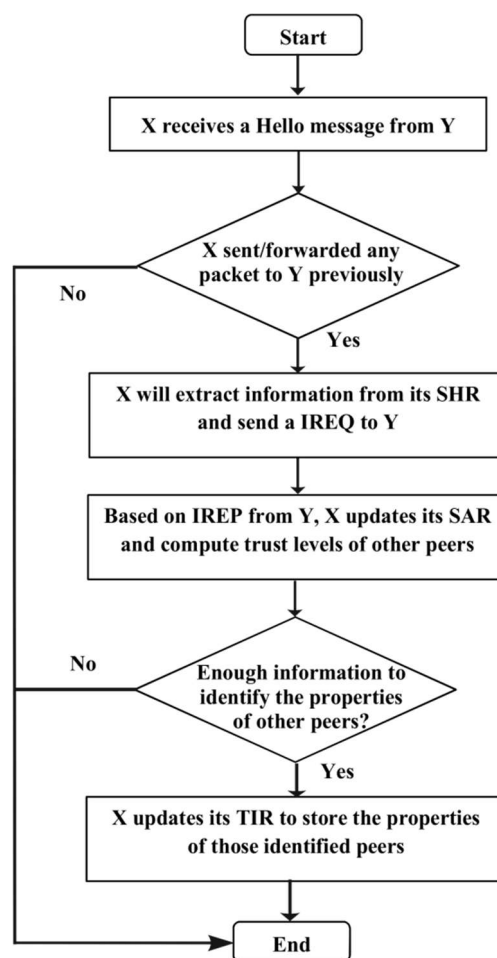 Start
X receives a Hello message from Y
X sent/forwarded any
packet to Y previously
No
Yes
X will extract information from its SHR
and send a IREQ to Y
Based on IREP from Y, X updates its SAR
and compute trust levels of other peers
No
Enough information to
identify the properties
of other peers?
Yes
X updates its TIR to store the properties
of those identified peers
End